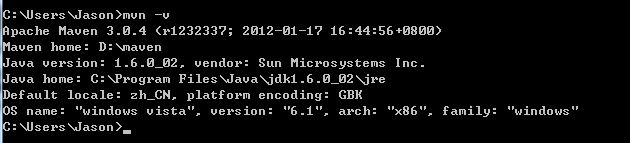 C:\Users\Jason>mvn -v
Apache Maven 3.0.4 (r1232337; 2012-01-17 16:44:56+0800)
Maven home: D:\maven
Java version: 1.6.0_02, vendor: Sun Microsystems Inc.
Java home: C:\Program Files\Java\jdk1.6.0_02\jre
Default locale: zh_CN, platform encoding: GBK
OS name: "windows vista", version: "6.1", arch: "x86", family: "windows"
C:\Users\Jason>_